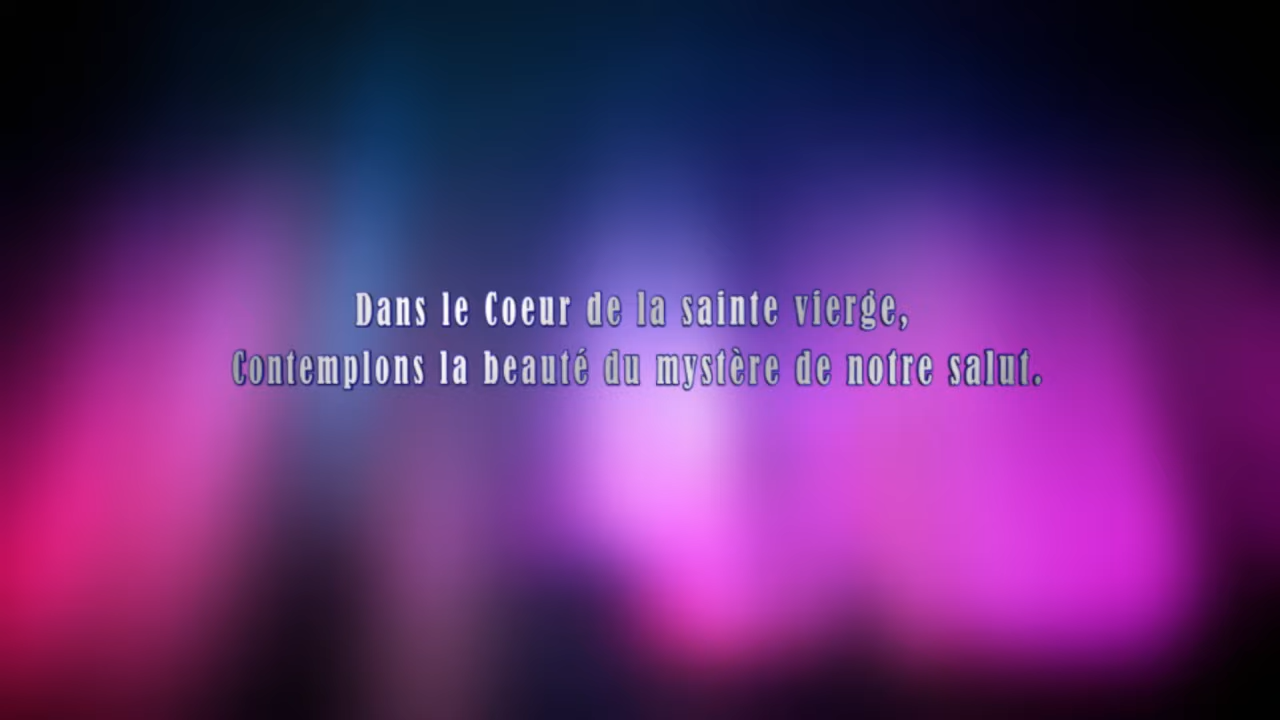 Dans le Coeur de la sainte vierge,
Contemplons la beauté du mystère de notre salut.